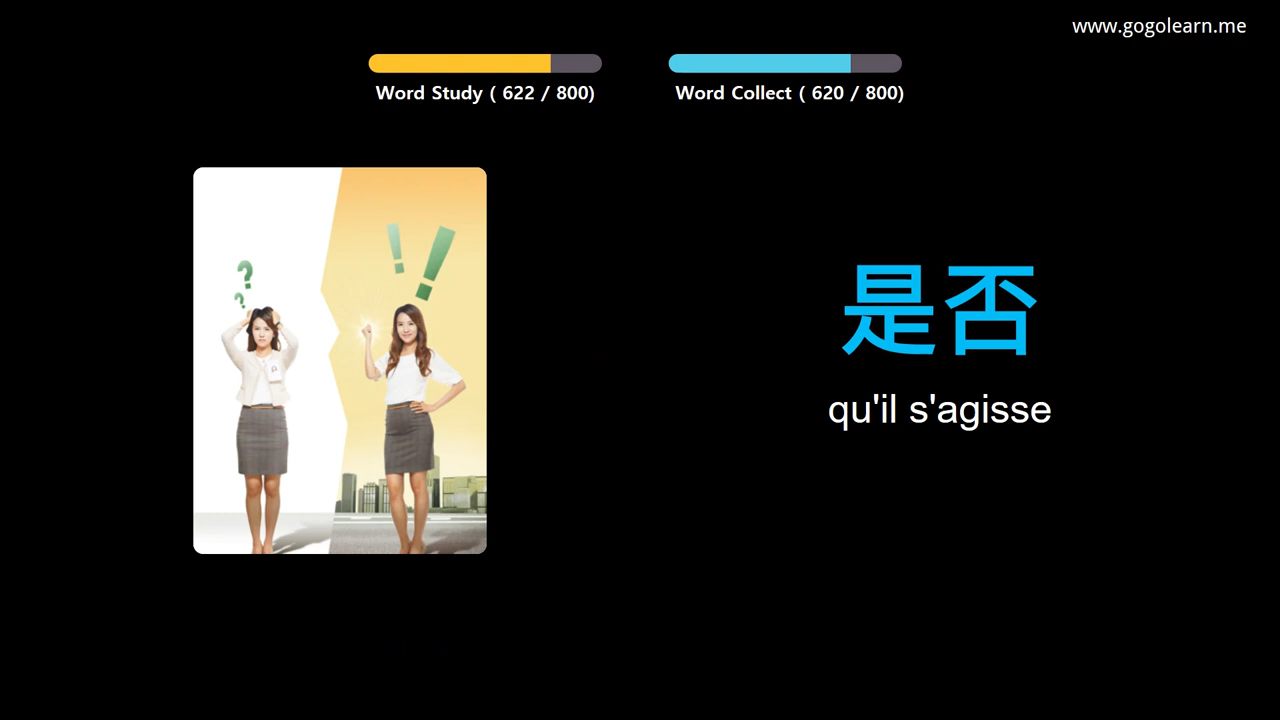 www.gogolearn.me
Word Study ( 622 / 800)
Word Collect ( 620 / 800)
? ?
! !
是否
qu'il s'agisse